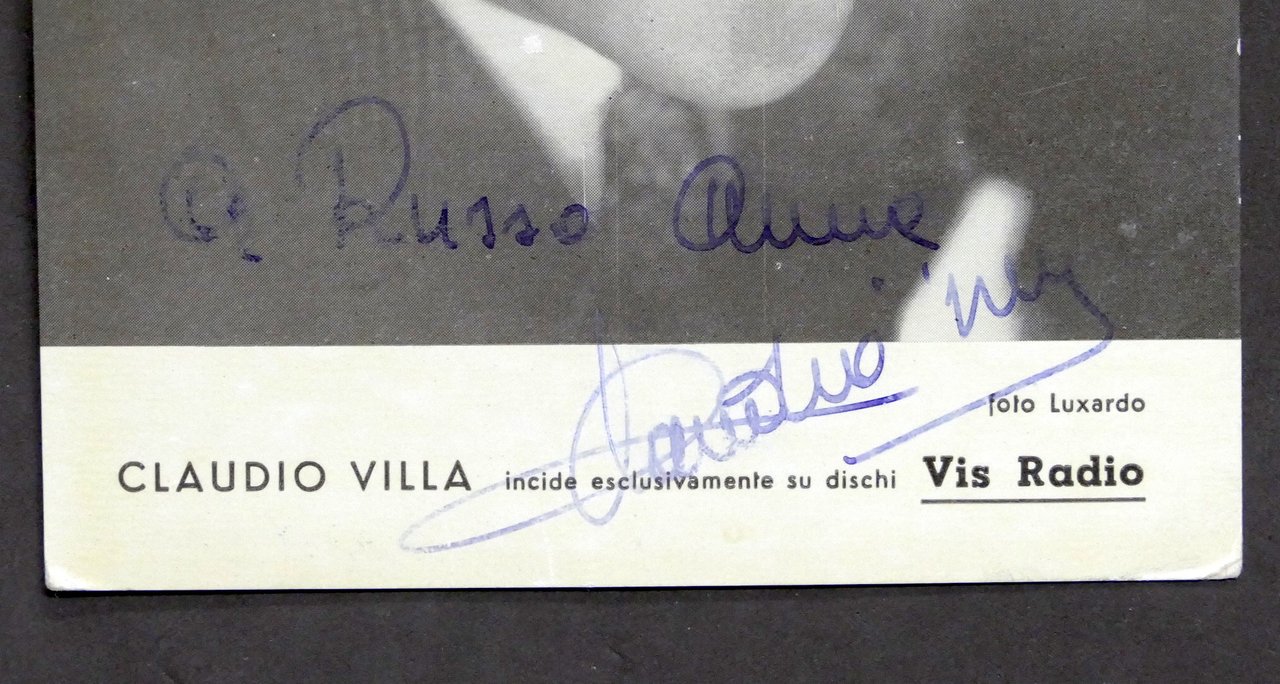 A Russo Anna
foto Luxardo
CLAUDIO VILLA incide esclusivamente su dischi Vis Radio